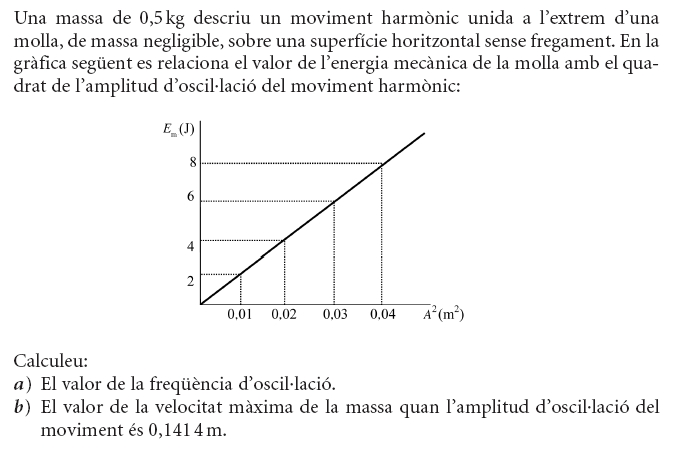 Una massa de 0,5 kg descriu un moviment harmònic unida a l'extrem d'una
molla, de massa negligible, sobre una superfície horitzontal sense fregament. En la
gràfica següent es relaciona el valor de l'energia mecànica de la molla amb el qua-
drat de l'amplitud d'oscil·lació del moviment harmònic:
E_m (J)
8
6
4
2
0,01 0,02 0,03 0,04 A²(m²)
Calculeu:
a) El valor de la freqüència d'oscil·lació.
b) El valor de la velocitat màxima de la massa quan l'amplitud d'oscil·lació del
moviment és 0,141 4 m.